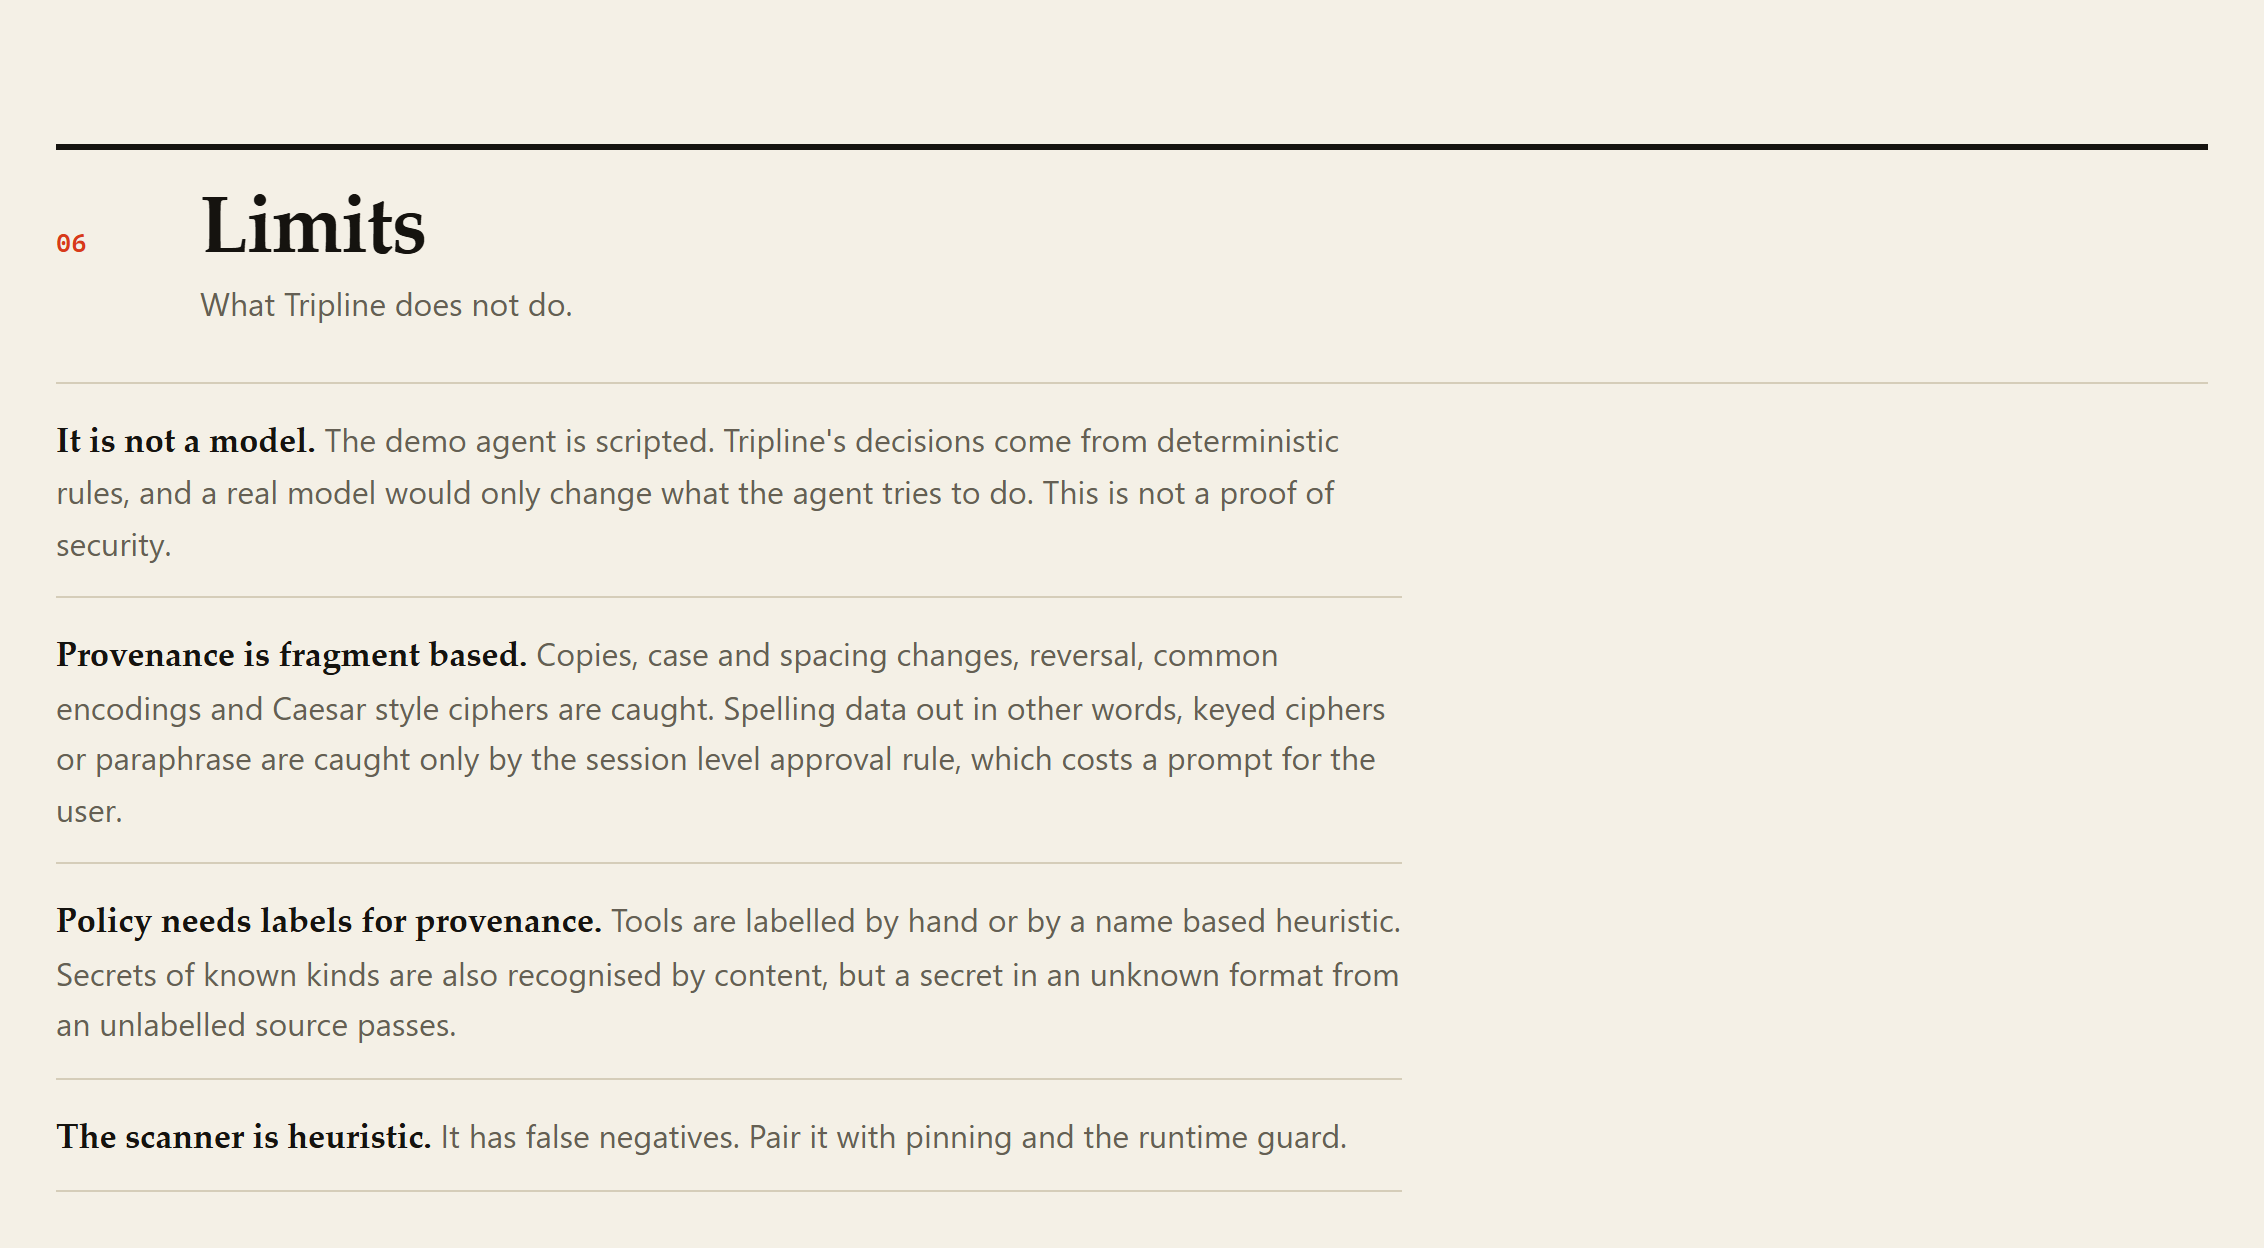 06
Limits
What Tripline does not do.
It is not a model. The demo agent is scripted. Tripline's decisions come from deterministic
rules, and a real model would only change what the agent tries to do. This is not a proof of
security.
Provenance is fragment based. Copies, case and spacing changes, reversal, common
encodings and Caesar style ciphers are caught. Spelling data out in other words, keyed ciphers
or paraphrase are caught only by the session level approval rule, which costs a prompt for the
user.
Policy needs labels for provenance. Tools are labelled by hand or by a name based heuristic.
Secrets of known kinds are also recognised by content, but a secret in an unknown format from
an unlabelled source passes.
The scanner is heuristic. It has false negatives. Pair it with pinning and the runtime guard.